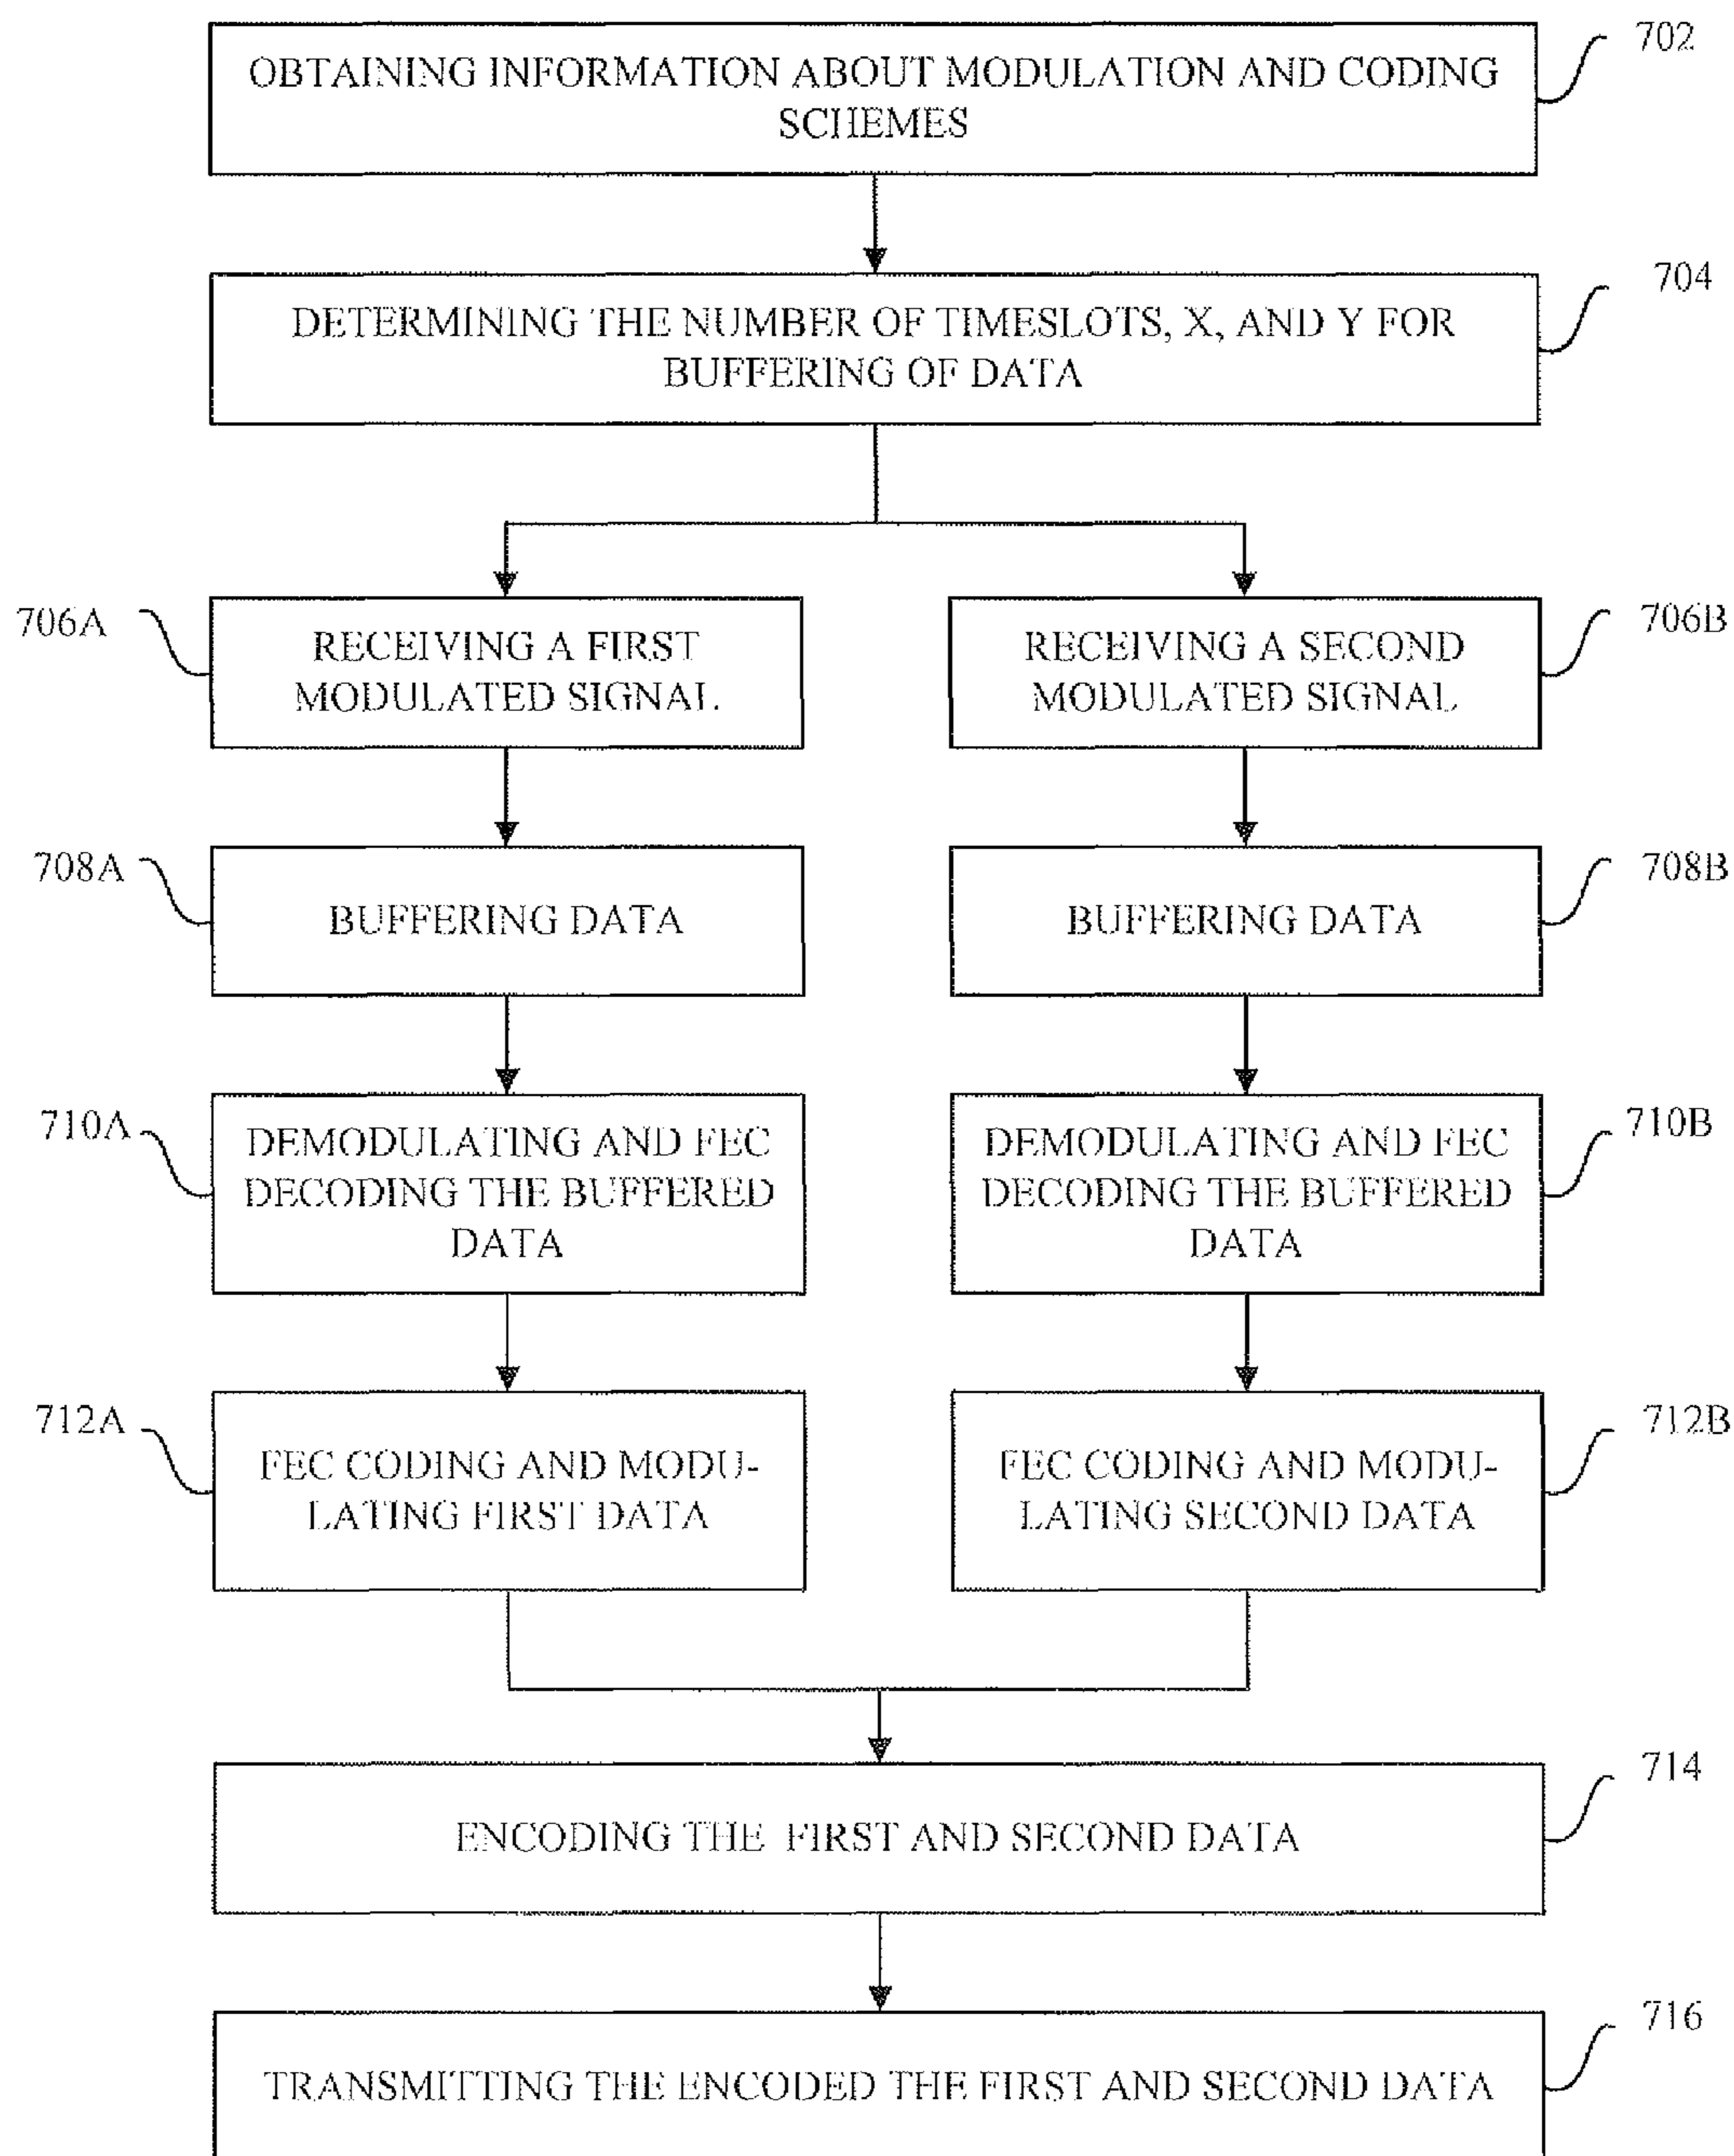 702
OBTAINING INFORMATION ABOUT MODULATION AND CODING
SCHEMES
704
DETERMINING THE NUMBER OF TIMESLOTS, X, AND Y FOR
BUFFERING OF DATA
706A
RECEIVING A FIRST
MODULATED SIGNAL
706B
RECEIVING A SECOND
MODULATED SIGNAL
708A
BUFFERING DATA
708B
BUFFERING DATA
710A
DEMODULATING AND FEC
DECODING THE BUFFERED
DATA
710B
DEMODULATING AND FEC
DECODING THE BUFFERED
DATA
712A
FEC CODING AND MODU-
LATING FIRST DATA
712B
FEC CODING AND MODU-
LATING SECOND DATA
714
ENCODING THE FIRST AND SECOND DATA
716
TRANSMITTING THE ENCODED THE FIRST AND SECOND DATA